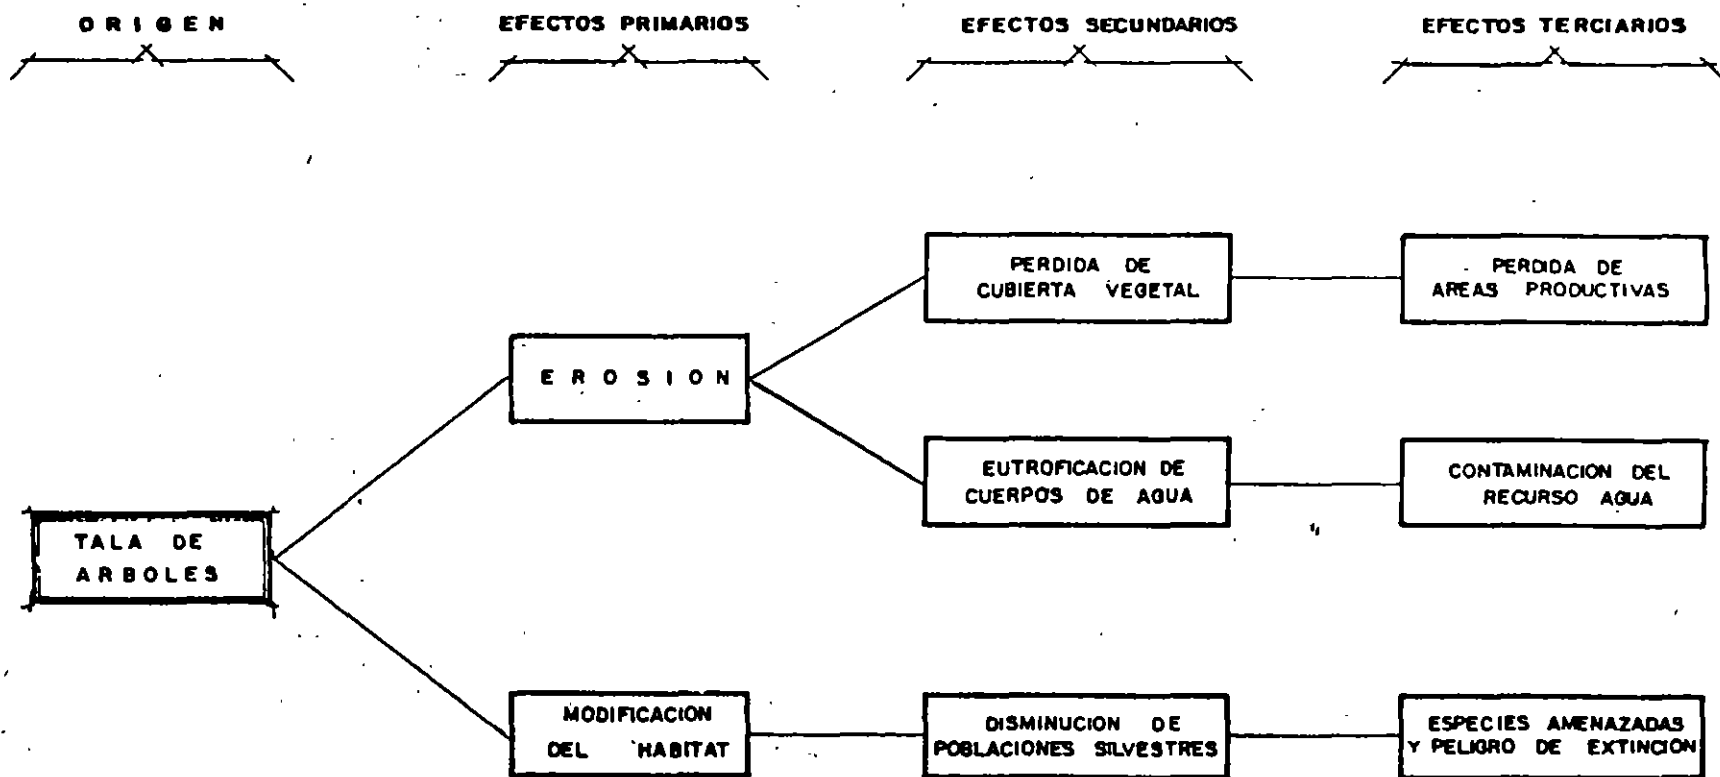 ORIGEN
EFECTOS PRIMARIOS
EFECTOS SECUNDARIOS
EFECTOS TERCIARIOS
PERDIDA DE
CUBIERTA VEGETAL
PERDIDA DE
AREAS PRODUCTIVAS
EROSION
EUTROFICACION DE
CUERPOS DE AGUA
CONTAMINACION DEL
RECURSO AGUA
TALA DE
ARBOLES
MODIFICACION
DEL HABITAT
DISMINUCION DE
POBLACIONES SILVESTRES
ESPECIES AMENAZADAS
Y PELIGRO DE EXTINCION